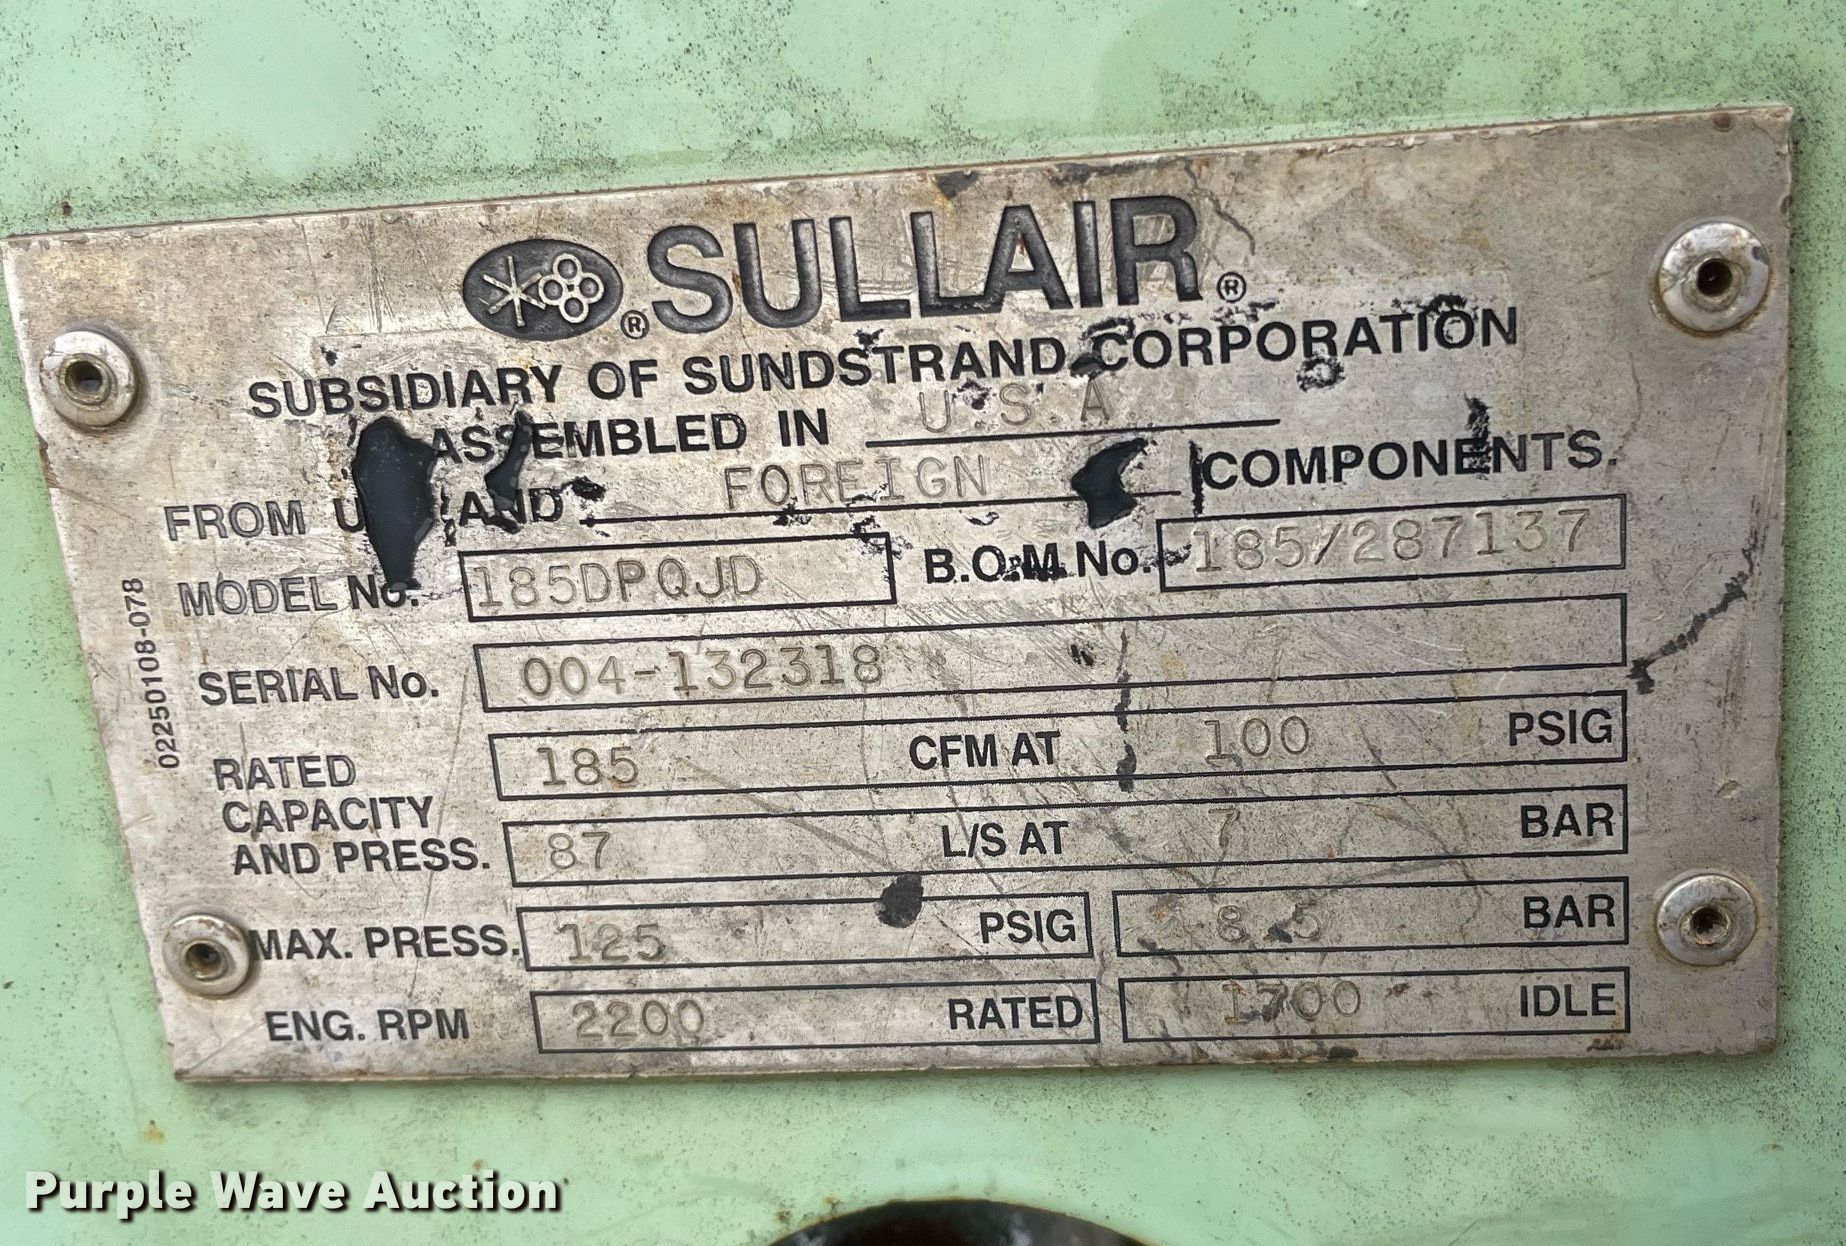 ® SULLAIR ®
SUBSIDIARY OF SUNDSTRAND CORPORATION
ASSEMBLED IN U.S.A.
FROM AND FOREIGN COMPONENTS.
MODEL No. 185DPQJD B.O.M. No. 185/287137
SERIAL No. 004-132318
RATED CAPACITY AND PRESS.
185 CFM AT 100 PSIG
87 L/S AT 7 BAR
MAX. PRESS. 125 PSIG 8.5 BAR
ENG. RPM 2200 RATED 1700 IDLE
02250108-078
Purple Wave Auction